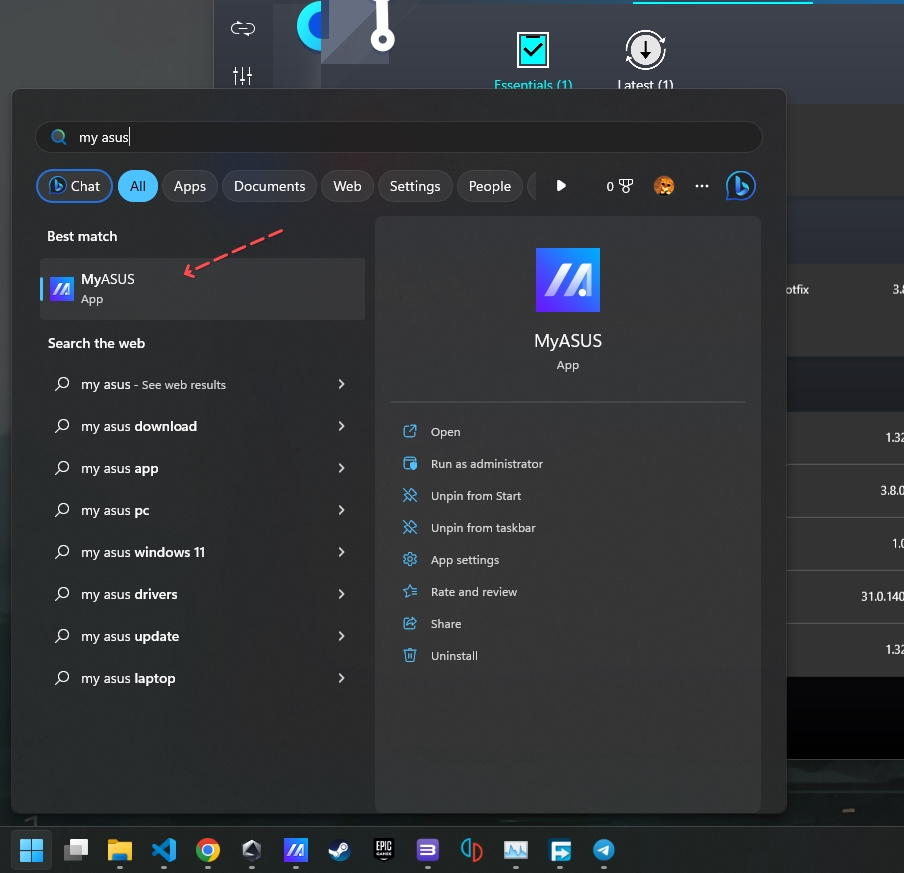 Essentials (1)
Latest (1)
my asus
Chat
All
Apps
Documents
Web
Settings
People
0
Best match
MyASUS
App
Search the web
my asus - See web results
my asus download
my asus app
my asus pc
my asus windows 11
my asus drivers
my asus update
my asus laptop
MyASUS
App
Open
Run as administrator
Unpin from Start
Unpin from taskbar
App settings
Rate and review
Share
Uninstall
otfix
3.8
1.32
3.8.0
1.0
31.0.140
1.32
EPIC
GAMES